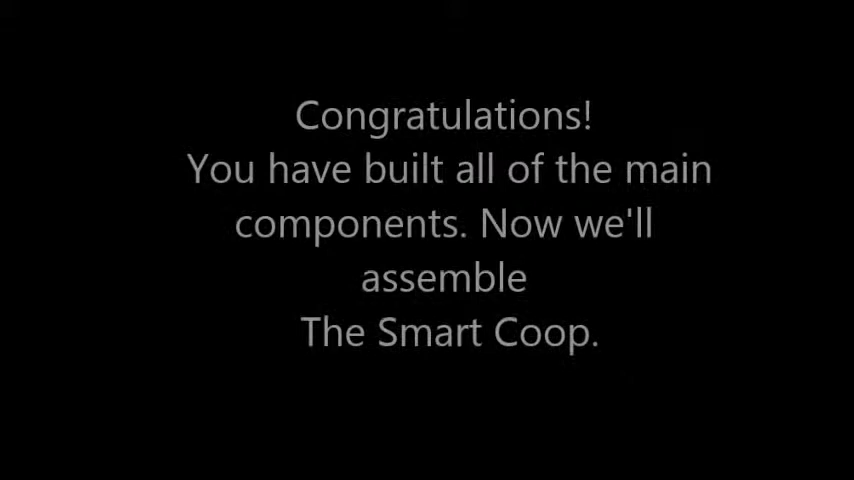 Congratulations!
You have built all of the main
components. Now we'll
assemble
The Smart Coop.